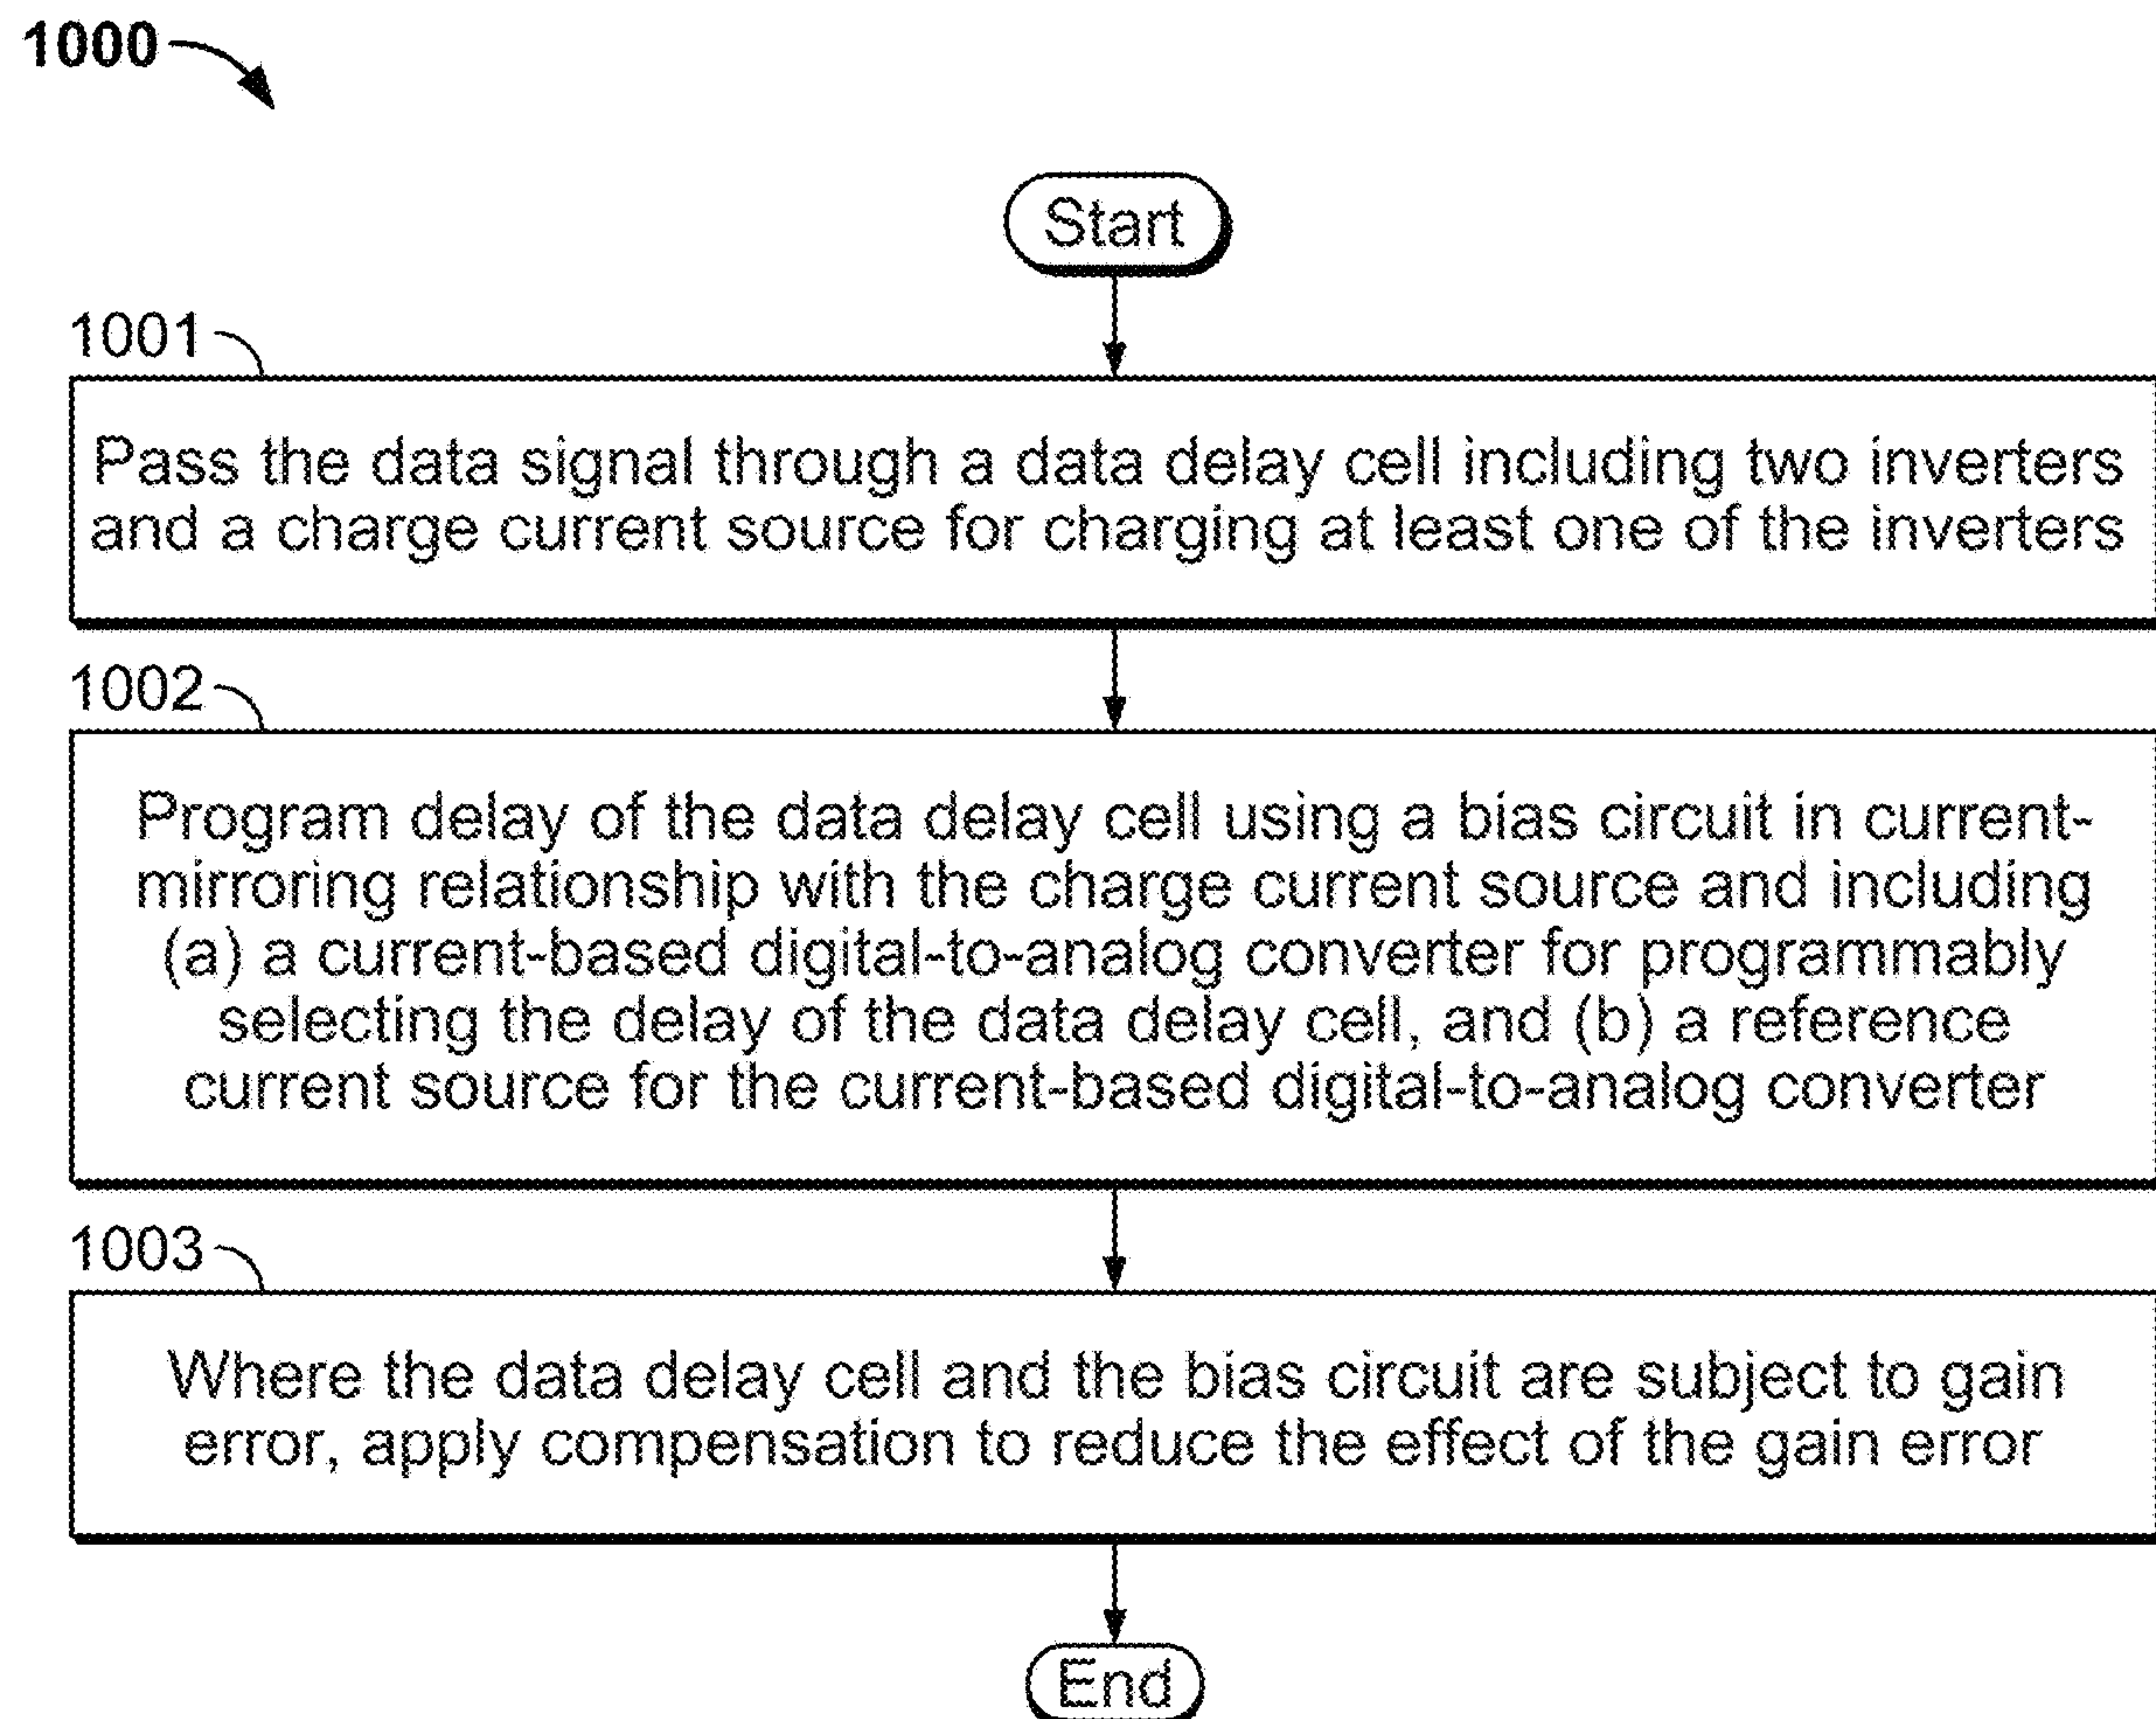 1000
Start
1001
Pass the data signal through a data delay cell including two inverters
and a charge current source for charging at least one of the inverters
1002
Program delay of the data delay cell using a bias circuit in current-
mirroring relationship with the charge current source and including
(a) a current-based digital-to-analog converter for programmably
selecting the delay of the data delay cell, and (b) a reference
current source for the current-based digital-to-analog converter
1003
Where the data delay cell and the bias circuit are subject to gain
error, apply compensation to reduce the effect of the gain error
End